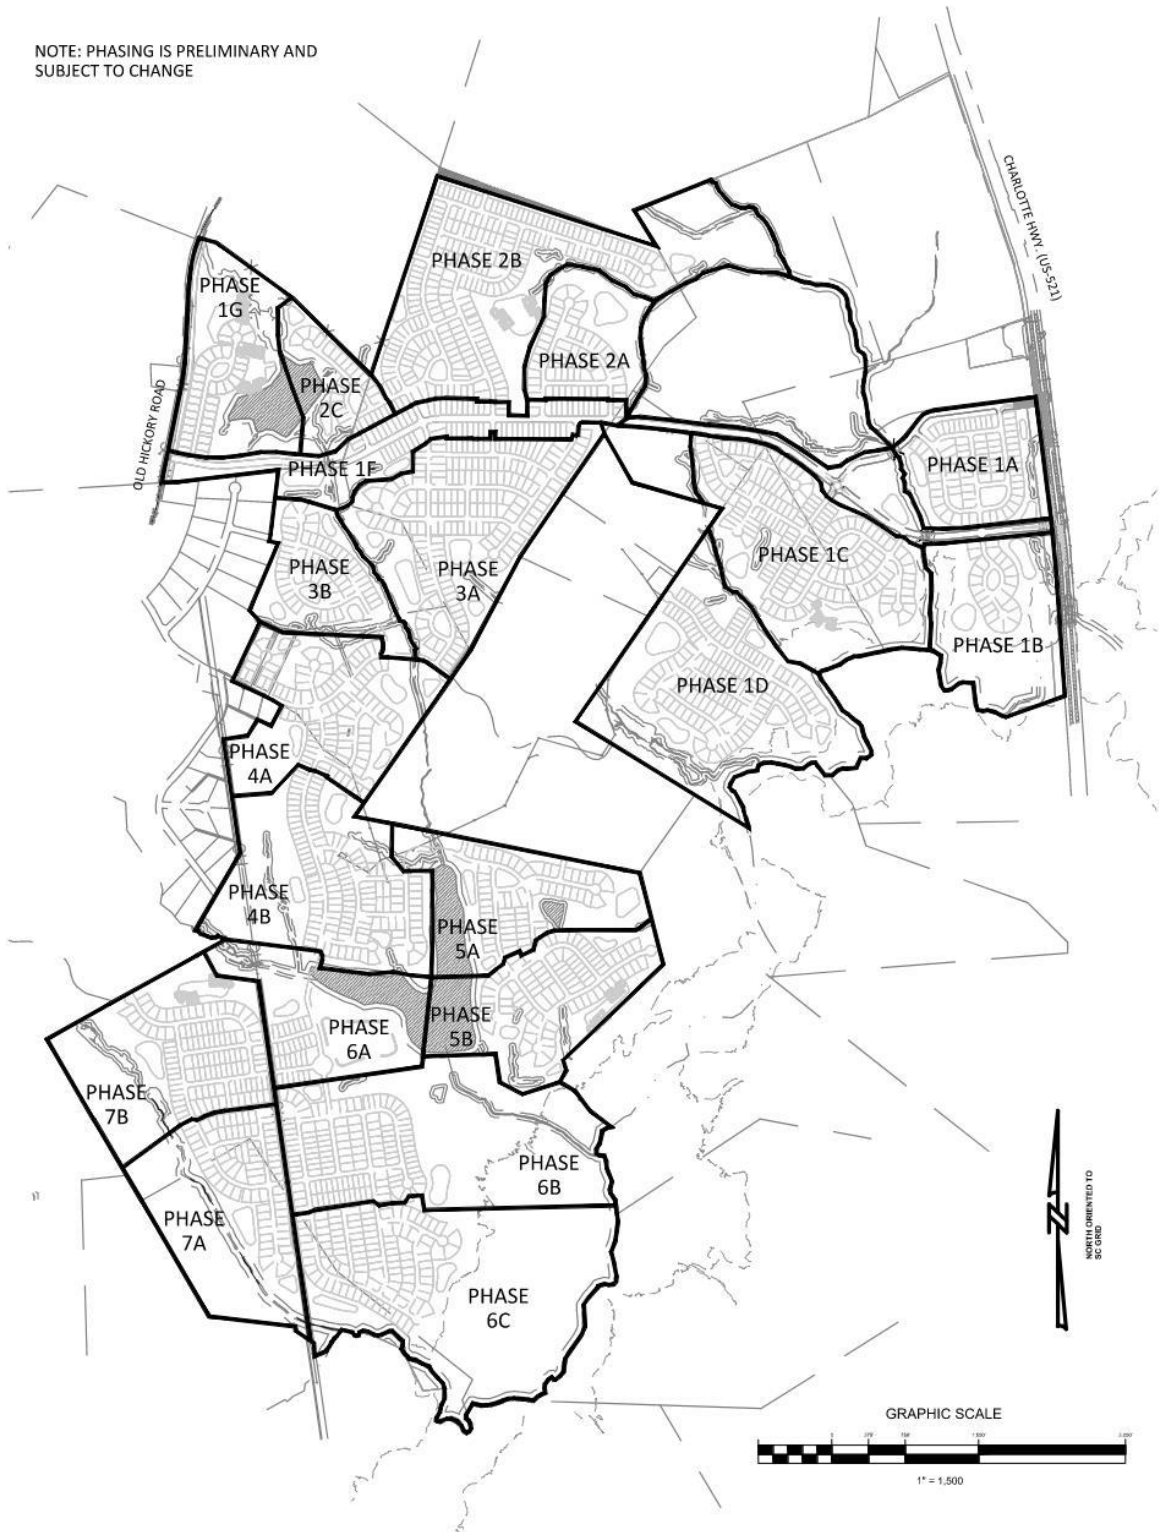 NOTE: PHASING IS PRELIMINARY AND
SUBJECT TO CHANGE
CHARLOTTE HWY. (US-521)
PHASE
1G
PHASE 2B
PHASE 2A
PHASE
2C
OLD HICKORY ROAD
PHASE 1F
PHASE 1A
PHASE
3B
PHASE
3A
PHASE 1C
PHASE 1B
PHASE 1D
PHASE
4A
PHASE
4B
PHASE
5A
PHASE
5B
PHASE
6A
PHASE
7B
PHASE
6B
PHASE
7A
PHASE
6C
NORTH ORIENTED TO
SC GRID
N
GRAPHIC SCALE
1" = 1,500